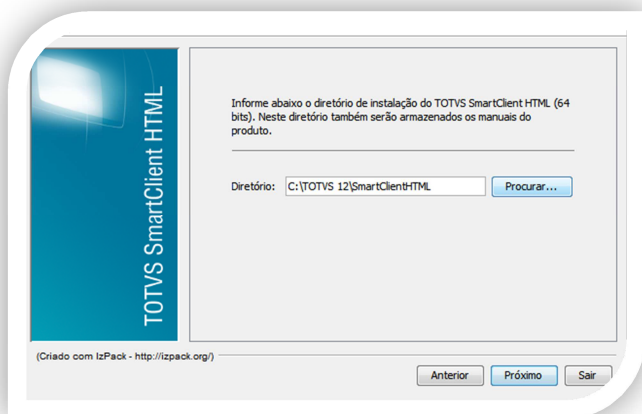 TOTVS SmartClient HTML
Informe abaixo o diretório de instalação do TOTVS SmartClient HTML (64
bits). Neste diretório também serão armazenados os manuais do
produto.
Diretório: C:\TOTVS 12\SmartClientHTML Procurar...
(Criado com IzPack - http://izpack.org/)
Anterior Próximo Sair